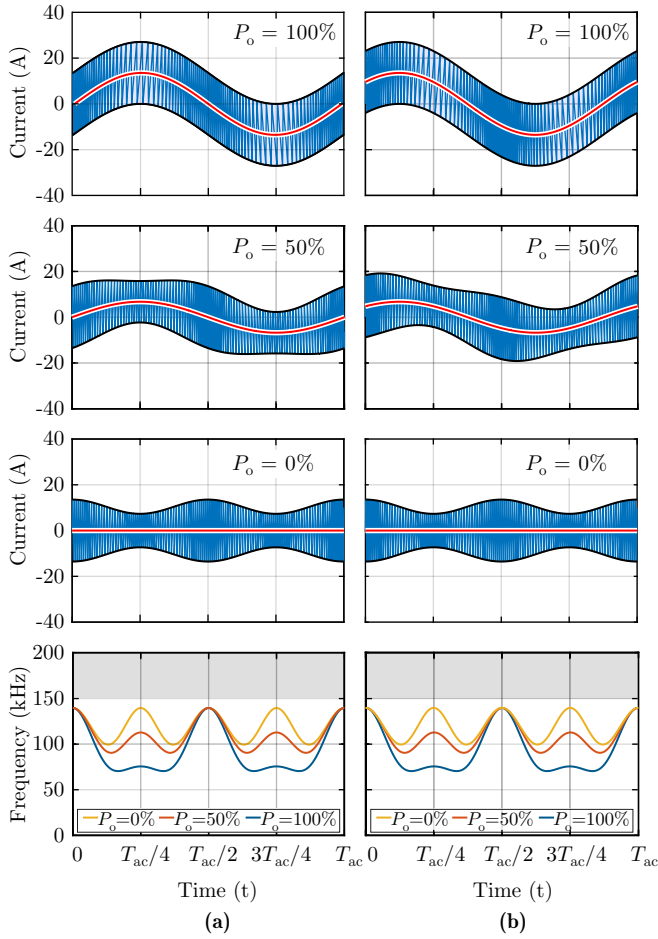 40
20
0
-20
-40
Current (A)
P_o = 100%
P_o = 100%
40
20
0
-20
-40
Current (A)
P_o = 50%
P_o = 50%
40
20
0
-20
-40
Current (A)
P_o = 0%
P_o = 0%
200
150
100
50
0
Frequency (kHz)
P_o=0% P_o=50% P_o=100%
P_o=0% P_o=50% P_o=100%
0 T_ac/4 T_ac/2 3T_ac/4 T_ac
0 T_ac/4 T_ac/2 3T_ac/4 T_ac
Time (t)
Time (t)
(a)
(b)